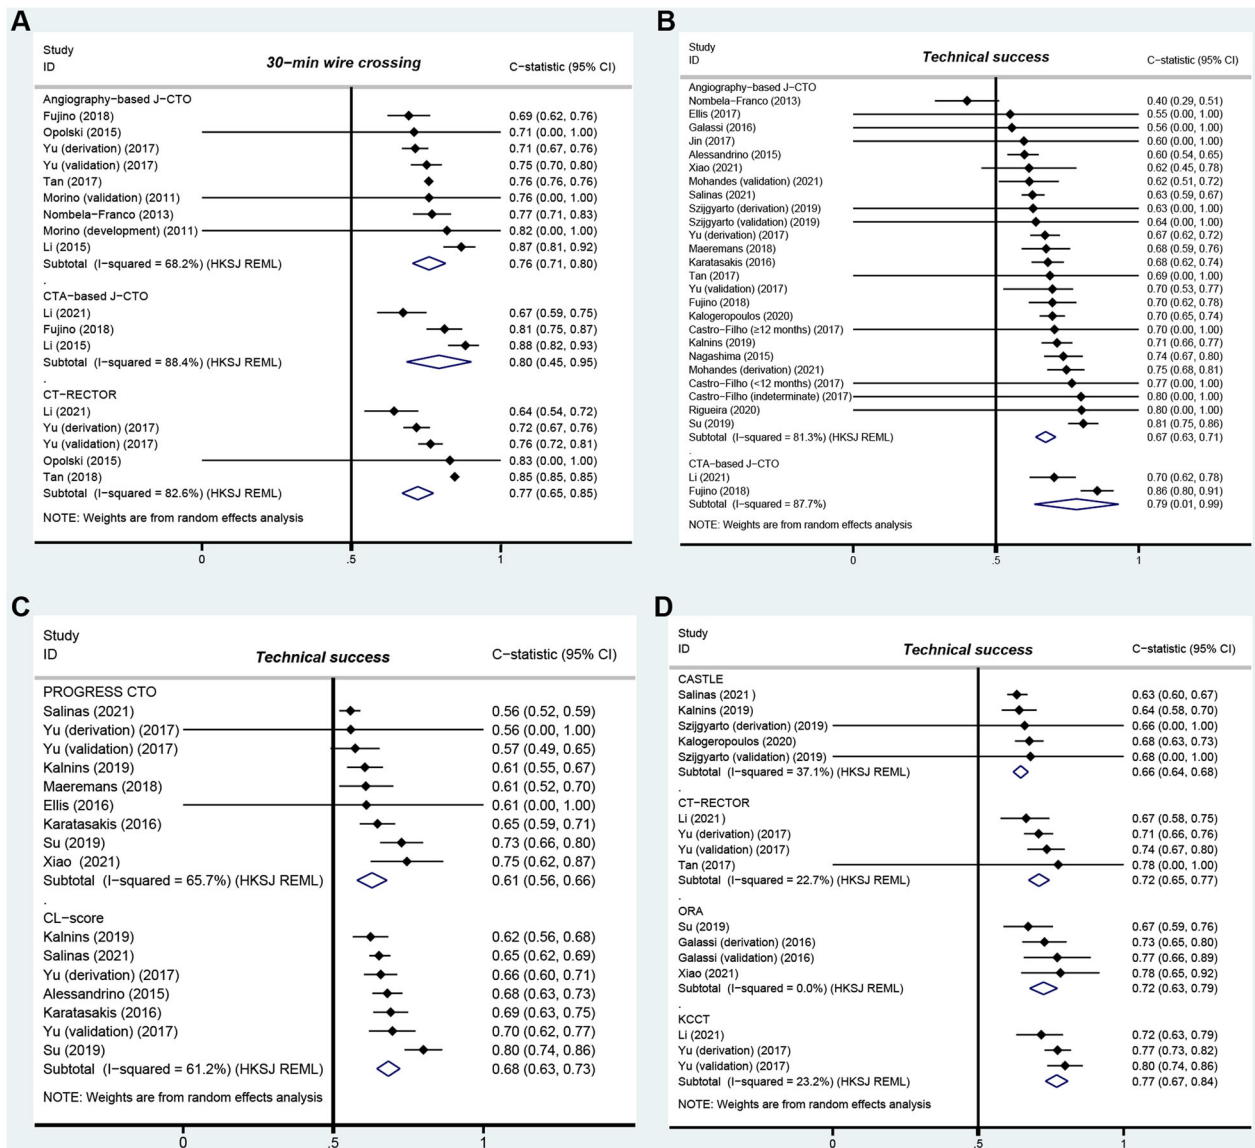 A
Study
ID
30−min wire crossing
C−statistic (95% CI)
Angiography-based J−CTO
Fujino (2018) 0.69 (0.62, 0.76)
Opolski (2015) 0.71 (0.00, 1.00)
Yu (derivation) (2017) 0.71 (0.67, 0.76)
Yu (validation) (2017) 0.75 (0.70, 0.80)
Tan (2017) 0.76 (0.76, 0.76)
Morino (validation) (2011) 0.76 (0.00, 1.00)
Nombela−Franco (2013) 0.77 (0.71, 0.83)
Morino (development) (2011) 0.82 (0.00, 1.00)
Li (2015) 0.87 (0.81, 0.92)
Subtotal (I−squared = 68.2%) (HKSJ REML) 0.76 (0.71, 0.80)
.
CTA−based J−CTO
Li (2021) 0.67 (0.59, 0.75)
Fujino (2018) 0.81 (0.75, 0.87)
Li (2015) 0.88 (0.82, 0.93)
Subtotal (I−squared = 88.4%) (HKSJ REML) 0.80 (0.45, 0.95)
.
CT−RECTOR
Li (2021) 0.64 (0.54, 0.72)
Yu (derivation) (2017) 0.72 (0.67, 0.76)
Yu (validation) (2017) 0.76 (0.72, 0.81)
Opolski (2015) 0.83 (0.00, 1.00)
Tan (2018) 0.85 (0.85, 0.85)
Subtotal (I−squared = 82.6%) (HKSJ REML) 0.77 (0.65, 0.85)
NOTE: Weights are from random effects analysis
0 .5 1
B
Study
ID
Technical success
C−statistic (95% CI)
Angiography−based J−CTO
Nombela−Franco (2013) 0.40 (0.29, 0.51)
Ellis (2017) 0.55 (0.00, 1.00)
Galassi (2016) 0.56 (0.00, 1.00)
Jin (2017) 0.60 (0.00, 1.00)
Alessandrino (2015) 0.60 (0.54, 0.65)
Xiao (2021) 0.62 (0.45, 0.78)
Mohandes (validation) (2021) 0.62 (0.51, 0.72)
Salinas (2021) 0.63 (0.59, 0.67)
Szijgyarto (derivation) (2019) 0.63 (0.00, 1.00)
Szijgyarto (validation) (2019) 0.64 (0.00, 1.00)
Yu (derivation) (2017) 0.67 (0.62, 0.72)
Maeremans (2018) 0.68 (0.59, 0.76)
Karatasakis (2016) 0.68 (0.62, 0.74)
Tan (2017) 0.69 (0.00, 1.00)
Yu (validation) (2017) 0.70 (0.53, 0.77)
Fujino (2018) 0.70 (0.62, 0.78)
Kalogeropoulos (2020) 0.70 (0.65, 0.74)
Castro−Filho (≥12 months) (2017) 0.70 (0.00, 1.00)
Kalnins (2019) 0.71 (0.66, 0.77)
Nagashima (2015) 0.74 (0.67, 0.80)
Mohandes (derivation) (2021) 0.75 (0.68, 0.81)
Castro−Filho (<12 months) (2017) 0.77 (0.00, 1.00)
Castro−Filho (indeterminate) (2017) 0.80 (0.00, 1.00)
Rigueira (2020) 0.80 (0.00, 1.00)
Su (2019) 0.81 (0.75, 0.86)
Subtotal (I−squared = 81.3%) (HKSJ REML) 0.67 (0.63, 0.71)
.
CTA−based J−CTO
Li (2021) 0.70 (0.62, 0.78)
Fujino (2018) 0.86 (0.80, 0.91)
Subtotal (I−squared = 87.7%) 0.79 (0.01, 0.99)
NOTE: Weights are from random effects analysis
0 .5 1
C
Study
ID
Technical success
C−statistic (95% CI)
PROGRESS CTO
Salinas (2021) 0.56 (0.52, 0.59)
Yu (derivation) (2017) 0.56 (0.00, 1.00)
Yu (validation) (2017) 0.57 (0.49, 0.65)
Kalnins (2019) 0.61 (0.55, 0.67)
Maeremans (2018) 0.61 (0.52, 0.70)
Ellis (2016) 0.61 (0.00, 1.00)
Karatasakis (2016) 0.65 (0.59, 0.71)
Su (2019) 0.73 (0.66, 0.80)
Xiao (2021) 0.75 (0.62, 0.87)
Subtotal (I−squared = 65.7%) (HKSJ REML) 0.61 (0.56, 0.66)
.
CL−score
Kalnins (2019) 0.62 (0.56, 0.68)
Salinas (2021) 0.65 (0.62, 0.69)
Yu (derivation) (2017) 0.66 (0.60, 0.71)
Alessandrino (2015) 0.68 (0.63, 0.73)
Karatasakis (2016) 0.69 (0.63, 0.75)
Yu (validation) (2017) 0.70 (0.62, 0.77)
Su (2019) 0.80 (0.74, 0.86)
Subtotal (I−squared = 61.2%) (HKSJ REML) 0.68 (0.63, 0.73)
NOTE: Weights are from random effects analysis
0 .5 1
D
Study
ID
Technical success
C−statistic (95% CI)
CASTLE
Salinas (2021 ) 0.63 (0.60, 0.67)
Kalnins (2019) 0.64 (0.58, 0.70)
Szijgyarto (derivation) (2019) 0.66 (0.00, 1.00)
Kalogeropoulos (2020) 0.68 (0.63, 0.73)
Szijgyarto (validation) (2019) 0.68 (0.00, 1.00)
Subtotal (I−squared = 37.1%) (HKSJ REML) 0.66 (0.64, 0.68)
.
CT−RECTOR
Li (2021) 0.67 (0.58, 0.75)
Yu (derivation) (2017) 0.71 (0.66, 0.76)
Yu (validation) (2017) 0.74 (0.67, 0.80)
Tan (2017) 0.78 (0.00, 1.00)
Subtotal (I−squared = 22.7%) (HKSJ REML) 0.72 (0.65, 0.77)
.
ORA
Su (2019) 0.67 (0.59, 0.76)
Galassi (derivation) (2016) 0.73 (0.65, 0.80)
Galassi (validation) (2016) 0.77 (0.66, 0.89)
Xiao (2021) 0.78 (0.65, 0.92)
Subtotal (I−squared = 0.0%) (HKSJ REML) 0.72 (0.63, 0.79)
.
KCCT
Li (2021) 0.72 (0.63, 0.79)
Yu (derivation) (2017) 0.77 (0.73, 0.82)
Yu (validation) (2017) 0.80 (0.74, 0.86)
Subtotal (I−squared = 23.2%) (HKSJ REML) 0.77 (0.67, 0.84)
NOTE: Weights are from random effects analysis
0 .5 1